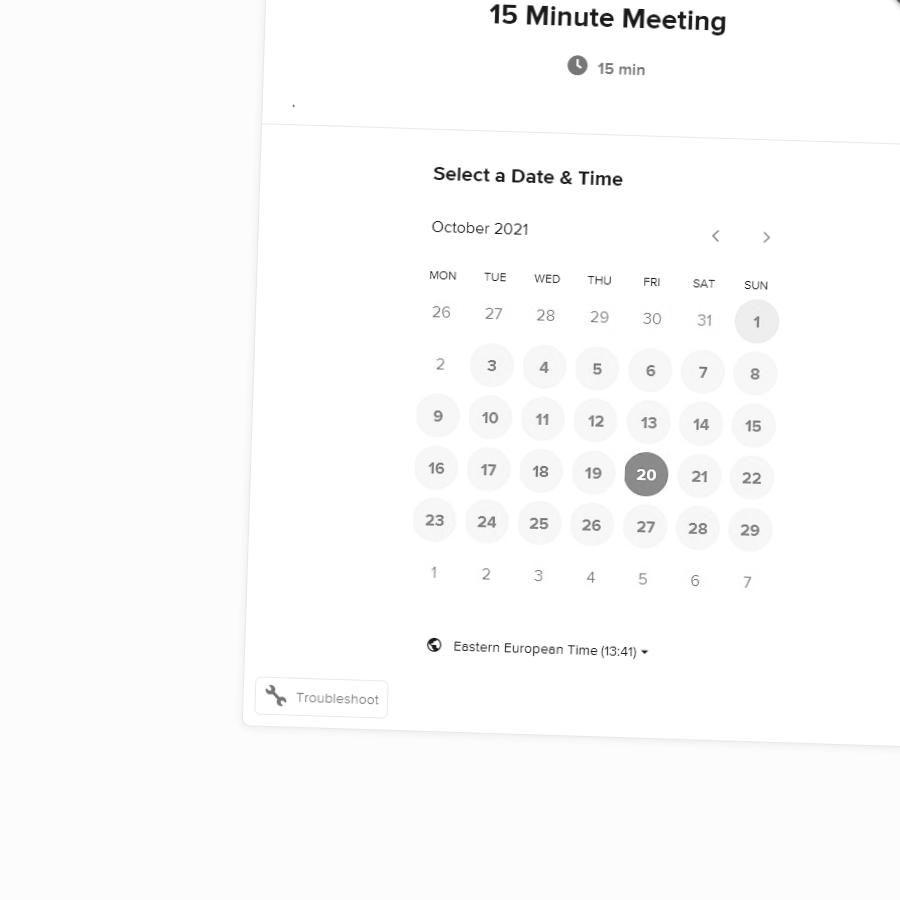 15 Minute Meeting
15 min
Select a Date & Time
October 2021
MON TUE WED THU FRI SAT SUN
26 27 28 29 30 31 1
2 3 4 5 6 7 8
9 10 11 12 13 14 15
16 17 18 19 20 21 22
23 24 25 26 27 28 29
1 2 3 4 5 6 7
Eastern European Time (13:41)
Troubleshoot